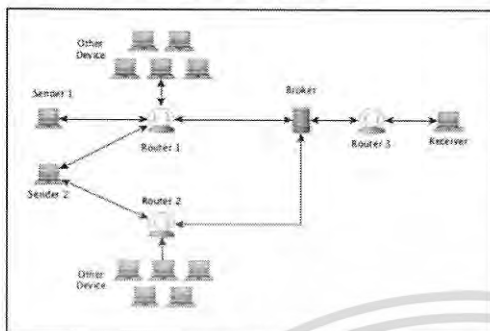 Other
Device
Sender 1
Broker
Router 1
Router 3
Receiver
Sender 2
Router 2
Other
Device